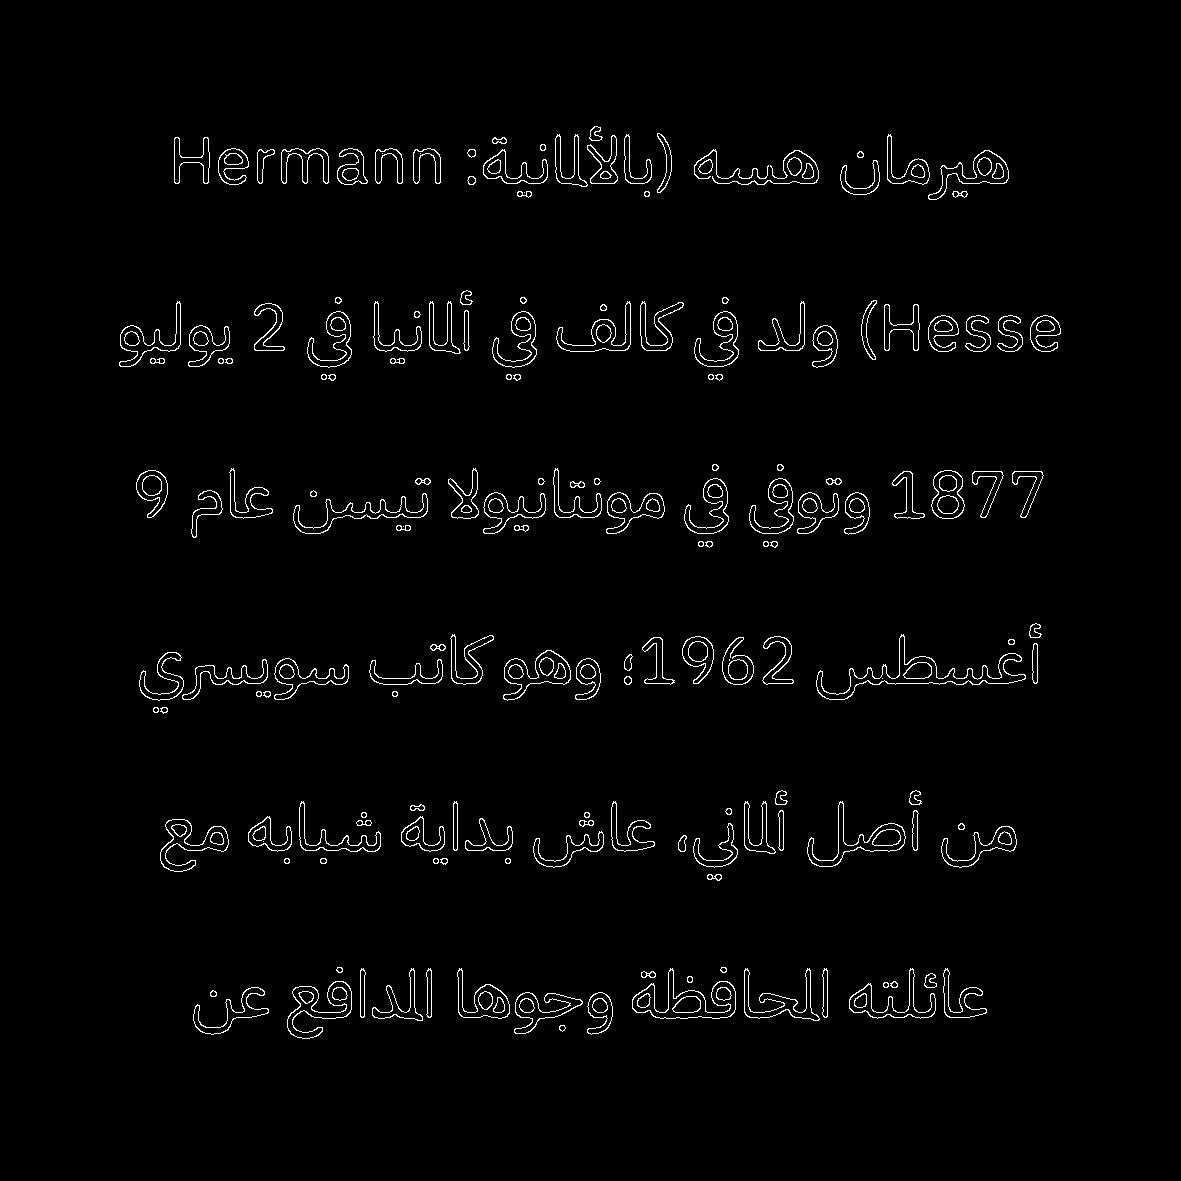 هيرمان هسه (بالألمانية: Hermann
Hesse) ولد في كالف في ألمانيا في 2 يوليو
1877 وتوفي في مونتانيولا تيسن عام 9
أغسطس 1962؛ وهو كاتب سويسري
من أصل ألماني، عاش بداية شبابه مع
عائلته المحافظة وجوها المدافع عن